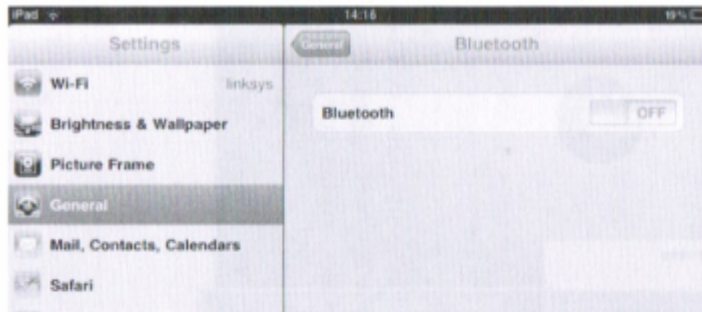 iPad 14:16 19%
Settings General Bluetooth
Wi-Fi linksys
Bluetooth OFF
Brightness & Wallpaper
Picture Frame
General
Mail, Contacts, Calendars
Safari